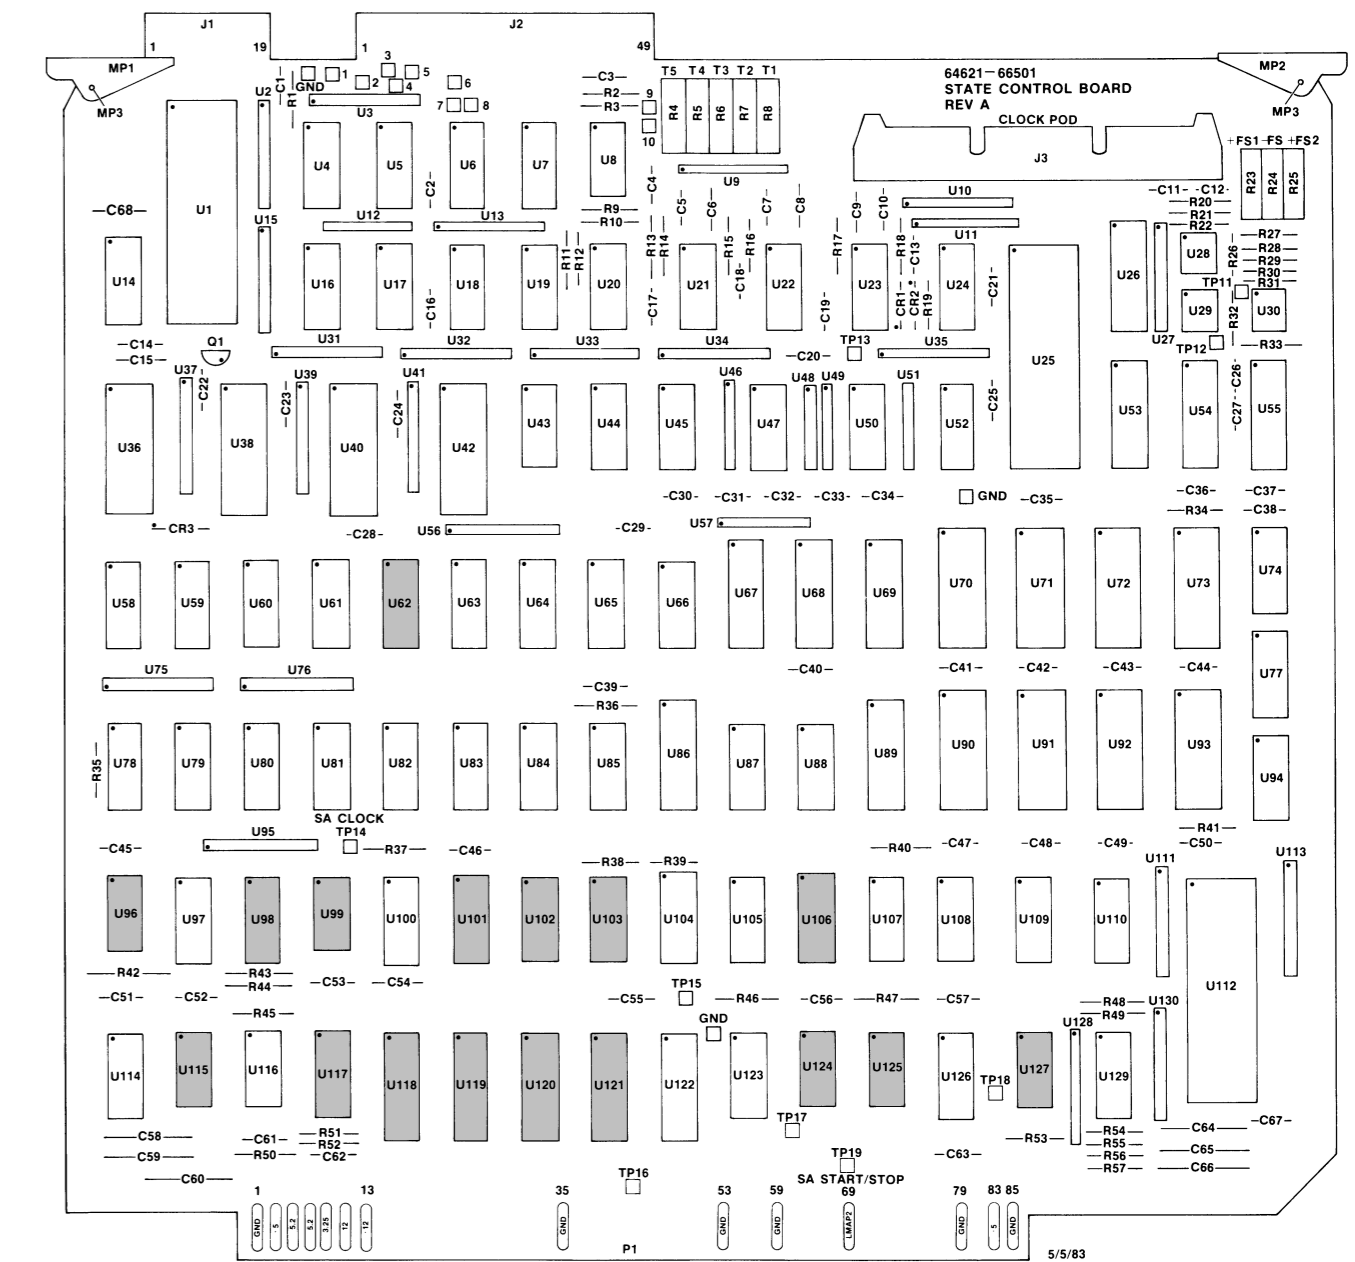 J1
J2
1
19
1
49
3
MP1
MP3
GND
1
2
4
5
6
7
8
C1
R1
U2
U3
C3
R2
R3
9
10
T5 T4 T3 T2 T1
R4
R5
R6
R7
R8
64621-66501
STATE CONTROL BOARD
REV A
CLOCK POD
J3
MP2
MP3
+FS1 -FS +FS2
R23
R24
R25
U1
U4
U5
C2
U6
U7
U8
C4
U9
C5
C6
C7
C8
C9
C10
U10
U11
C11
C12
R20
R21
R22
C68
U15
U12
U13
R9
R10
U14
U16
U17
C16
U18
U19
R11
R12
U20
R13
R14
C17
U21
R15
C18
R16
U22
C19
R17
U23
R18
C13
CR1
CR2
R19
U24
C21
U25
U26
U27
U28
R26
R27
R28
R29
R30
R31
TP11
U29
U30
R32
TP12
R33
C14
C15
Q1
U31
U32
U33
U34
C20
TP13
U35
U37
C22
U39
C23
U41
C24
U46
U48
U49
U51
C25
C26
C27
U36
U38
U40
U42
U43
U44
U45
U47
U50
U52
U53
U54
U55
C30
C31
C32
C33
C34
GND
C35
C36
C37
R34
C38
CR3
C28
U56
C29
U57
U58
U59
U60
U61
U62
U63
U64
U65
U66
U67
U68
U69
U70
U71
U72
U73
U74
U75
U76
C39
R36
C40
C41
C42
C43
C44
U77
R35
U78
U79
U80
U81
U82
U83
U84
U85
U86
U87
U88
U89
U90
U91
U92
U93
U94
SA CLOCK
TP14
U95
C45
R37
C46
R38
R39
R40
C47
C48
C49
R41
C50
U111
U113
U96
U97
U98
U99
U100
U101
U102
U103
U104
U105
U106
U107
U108
U109
U110
U112
R42
R43
R44
C53
C54
C51
C52
R45
C55
TP15
R46
C56
R47
C57
R48
R49
U130
U128
GND
U114
U115
U116
U117
U118
U119
U120
U121
U122
U123
U124
U125
U126
TP18
U127
U129
TP17
C58
C59
C60
C61
R50
R51
R52
C62
TP16
TP19
SA START/STOP
C63
R53
R54
R55
R56
R57
C64
C65
C66
C67
1
13
35
53
59
69
79
83 85
GND
5.2
5.2
3.25
GND
GND
GND
LMAP2
GND
GND
P1
5/5/83